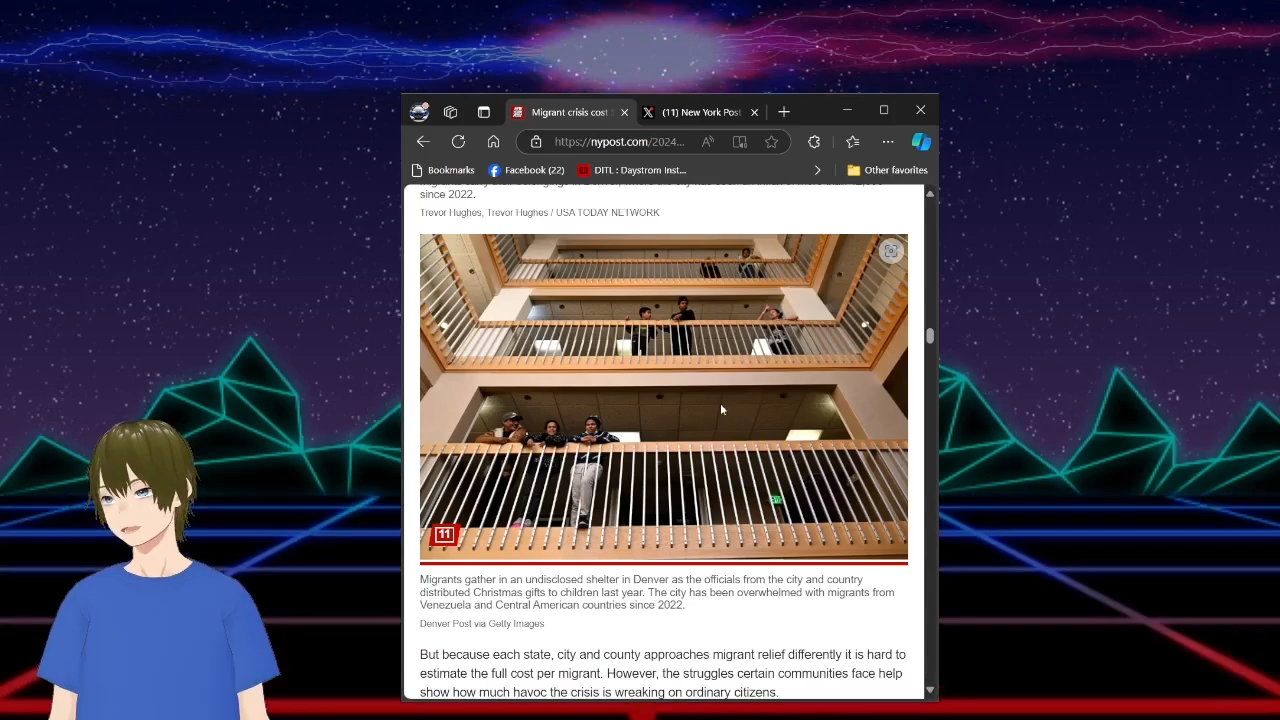 Migrant crisis cost
(11) New York Post
https://nypost.com/2024...
Bookmarks
Facebook (22)
DITL : Daystrom Inst...
Other favorites
since 2022.
Trevor Hughes, Trevor Hughes / USA TODAY NETWORK
EXIT
11
Migrants gather in an undisclosed shelter in Denver as the officials from the city and country
distributed Christmas gifts to children last year. The city has been overwhelmed with migrants from
Venezuela and Central American countries since 2022.
Denver Post via Getty Images
But because each state, city and county approaches migrant relief differently it is hard to
estimate the full cost per migrant. However, the struggles certain communities face help
show how much havoc the crisis is wreaking on ordinary citizens.